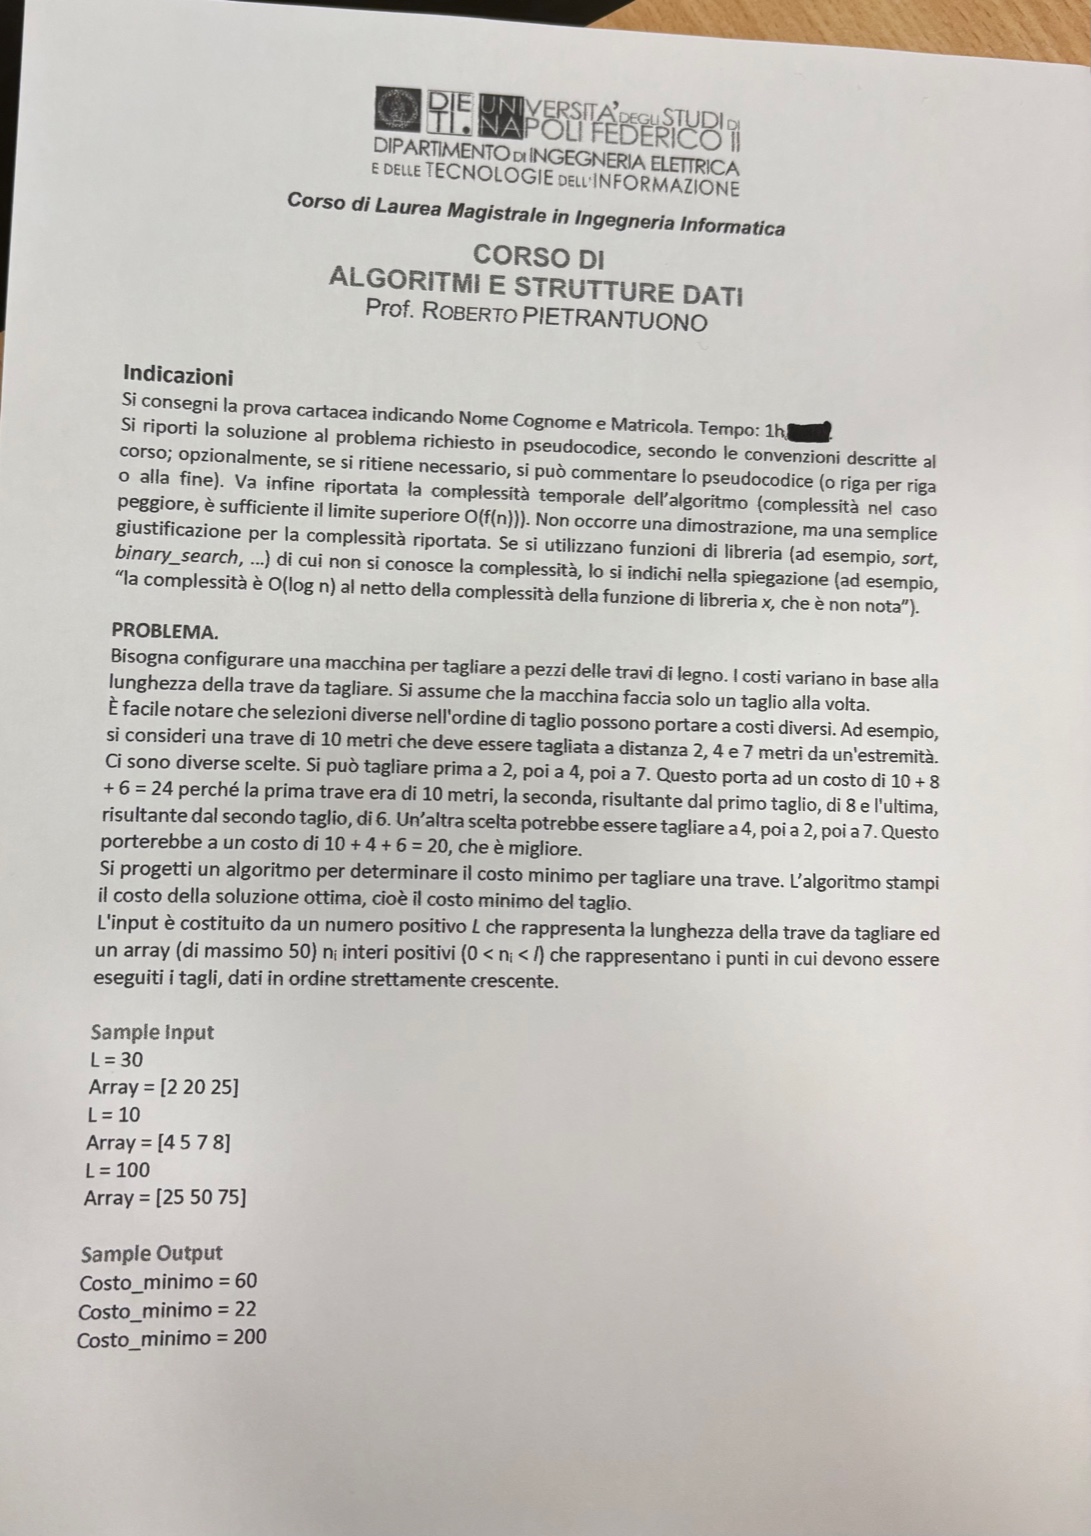 DIE
TI.
UNIVERSITA' DEGLI STUDI DI
NAPOLI FEDERICO II
DIPARTIMENTO DI INGEGNERIA ELETTRICA
E DELLE TECNOLOGIE DELL'INFORMAZIONE
Corso di Laurea Magistrale in Ingegneria Informatica
CORSO DI
ALGORITMI E STRUTTURE DATI
Prof. ROBERTO PIETRANTUONO
Indicazioni
Si consegni la prova cartacea indicando Nome Cognome e Matricola. Tempo: 1h
Si riporti la soluzione al problema richiesto in pseudocodice, secondo le convenzioni descritte al
corso; opzionalmente, se si ritiene necessario, si può commentare lo pseudocodice (o riga per riga
o alla fine). Va infine riportata la complessità temporale dell'algoritmo (complessità nel caso
peggiore, è sufficiente il limite superiore O(f(n))). Non occorre una dimostrazione, ma una semplice
giustificazione per la complessità riportata. Se si utilizzano funzioni di libreria (ad esempio, sort,
binary_search, ...) di cui non si conosce la complessità, lo si indichi nella spiegazione (ad esempio,
"la complessità è O(log n) al netto della complessità della funzione di libreria x, che è non nota").
PROBLEMA.
Bisogna configurare una macchina per tagliare a pezzi delle travi di legno. I costi variano in base alla
lunghezza della trave da tagliare. Si assume che la macchina faccia solo un taglio alla volta.
È facile notare che selezioni diverse nell'ordine di taglio possono portare a costi diversi. Ad esempio,
si consideri una trave di 10 metri che deve essere tagliata a distanza 2, 4 e 7 metri da un'estremità.
Ci sono diverse scelte. Si può tagliare prima a 2, poi a 4, poi a 7. Questo porta ad un costo di 10 + 8
+ 6 = 24 perché la prima trave era di 10 metri, la seconda, risultante dal primo taglio, di 8 e l'ultima,
risultante dal secondo taglio, di 6. Un'altra scelta potrebbe essere tagliare a 4, poi a 2, poi a 7. Questo
porterebbe a un costo di 10 + 4 + 6 = 20, che è migliore.
Si progetti un algoritmo per determinare il costo minimo per tagliare una trave. L'algoritmo stampi
il costo della soluzione ottima, cioè il costo minimo del taglio.
L'input è costituito da un numero positivo L che rappresenta la lunghezza della trave da tagliare ed
un array (di massimo 50) nᵢ interi positivi (0 < nᵢ < l) che rappresentano i punti in cui devono essere
eseguiti i tagli, dati in ordine strettamente crescente.
Sample Input
L = 30
Array = [2 20 25]
L = 10
Array = [4 5 7 8]
L = 100
Array = [25 50 75]
Sample Output
Costo_minimo = 60
Costo_minimo = 22
Costo_minimo = 200